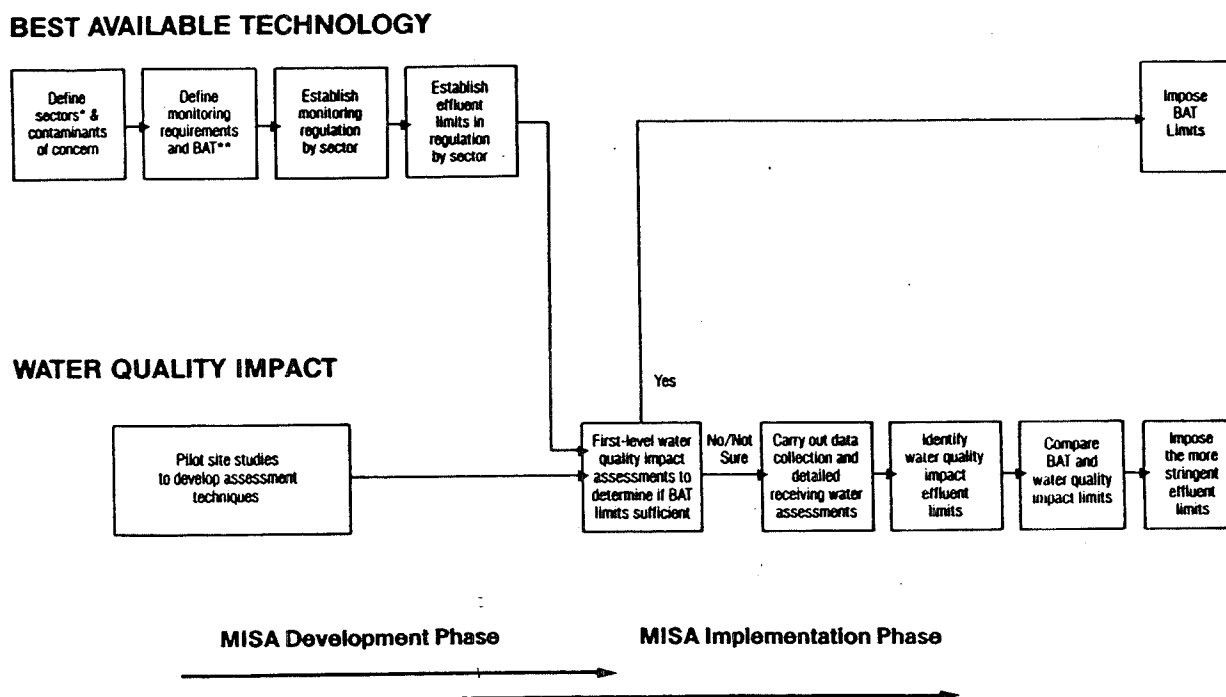 BEST AVAILABLE TECHNOLOGY
Define
sectors* &
contaminants
of concern
Define
monitoring
requirements
and BAT**
Establish
monitoring
regulation
by sector
Establish
effluent
limits in
regulation
by sector
Impose
BAT
Limits
WATER QUALITY IMPACT
Yes
Pilot site studies
to develop assessment
techniques
First-level water
quality impact
assessments to
determine if BAT
limits sufficient
No/Not
Sure
Carry out data
collection and
detailed
receiving water
assessments
Identify
water quality
impact
effluent
limits
Compare
BAT and
water quality
impact limits
Impose
the more
stringent
effluent
limits
MISA Development Phase
MISA Implementation Phase